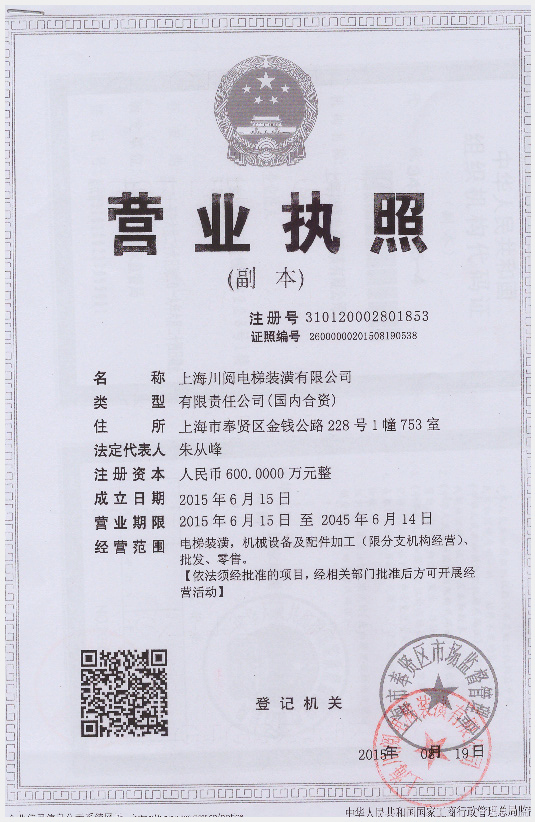 营业执照
(副 本)
注册号 310120002801853
证照编号 26000000201508190538
名 称 上海川阅电梯装潢有限公司
类 型 有限责任公司(国内合资)
住 所 上海市奉贤区金钱公路228号1幢753室
法定代表人 朱从峰
注册资本 人民币600.0000万元整
成立日期 2015年6月15日
营业期限 2015年6月15日 至 2045年6月14日
经营范围 电梯装潢，机械设备及配件加工（限分支机构经营）、
批发、零售。
【依法须经批准的项目，经相关部门批准后方可开展经
营活动】
市奉贤区市场监督管理
登记机关
2015年 08月 19日
中华人民共和国国家工商行政管理总局监